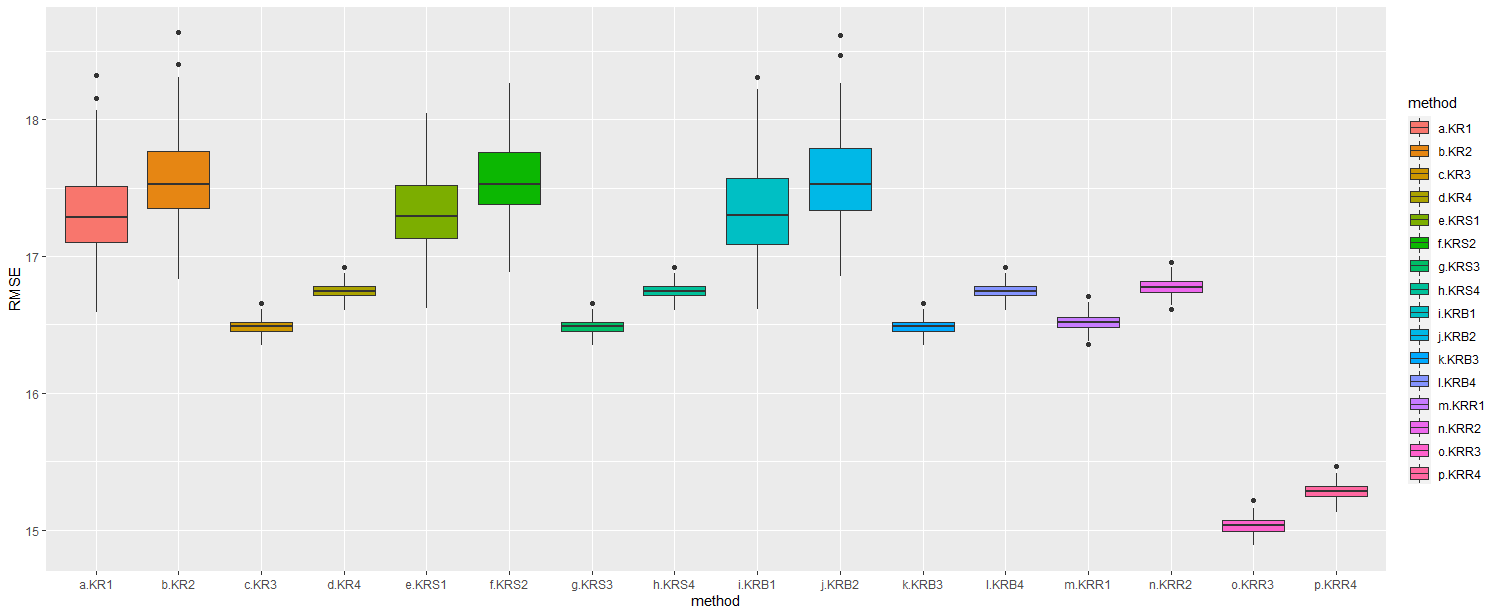 RMSE
18
17
16
15
a.KR1 b.KR2 c.KR3 d.KR4 e.KRS1 f.KRS2 g.KRS3 h.KRS4 i.KRB1 j.KRB2 k.KRB3 l.KRB4 m.KRR1 n.KRR2 o.KRR3 p.KRR4
method
method
a.KR1
b.KR2
c.KR3
d.KR4
e.KRS1
f.KRS2
g.KRS3
h.KRS4
i.KRB1
j.KRB2
k.KRB3
l.KRB4
m.KRR1
n.KRR2
o.KRR3
p.KRR4